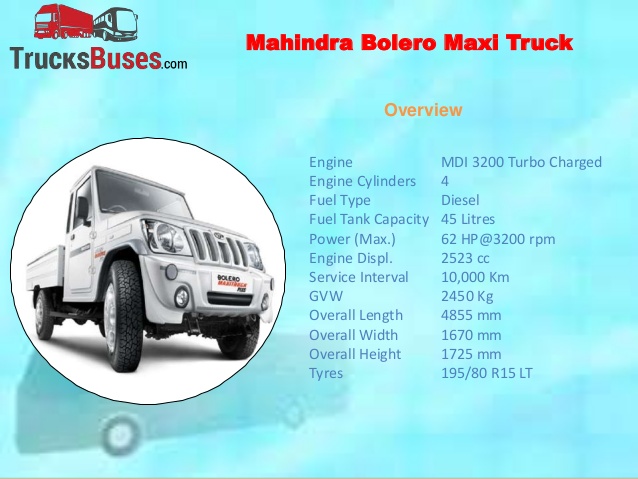 TrucksBuses.com
Mahindra Bolero Maxi Truck
Overview
Engine MDI 3200 Turbo Charged
Engine Cylinders 4
Fuel Type Diesel
Fuel Tank Capacity 45 Litres
Power (Max.) 62 HP@3200 rpm
Engine Displ. 2523 cc
Service Interval 10,000 Km
GVW 2450 Kg
Overall Length 4855 mm
Overall Width 1670 mm
Overall Height 1725 mm
Tyres 195/80 R15 LT
BOLERO
MAXITRUCK
PLUS